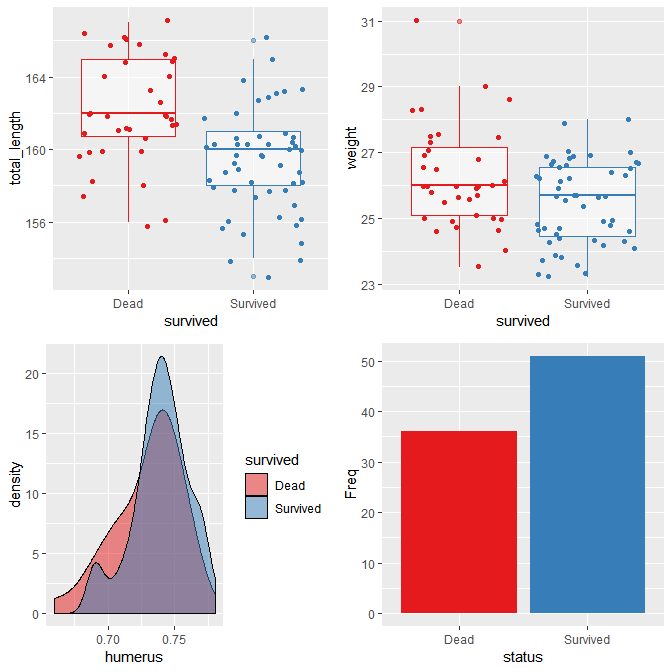 total_length
164
160
156
Dead
Survived
survived
weight
31
29
27
25
23
Dead
Survived
survived
density
20
15
10
5
0
0.70
0.75
humerus
survived
Dead
Survived
Freq
50
40
30
20
10
0
Dead
Survived
status